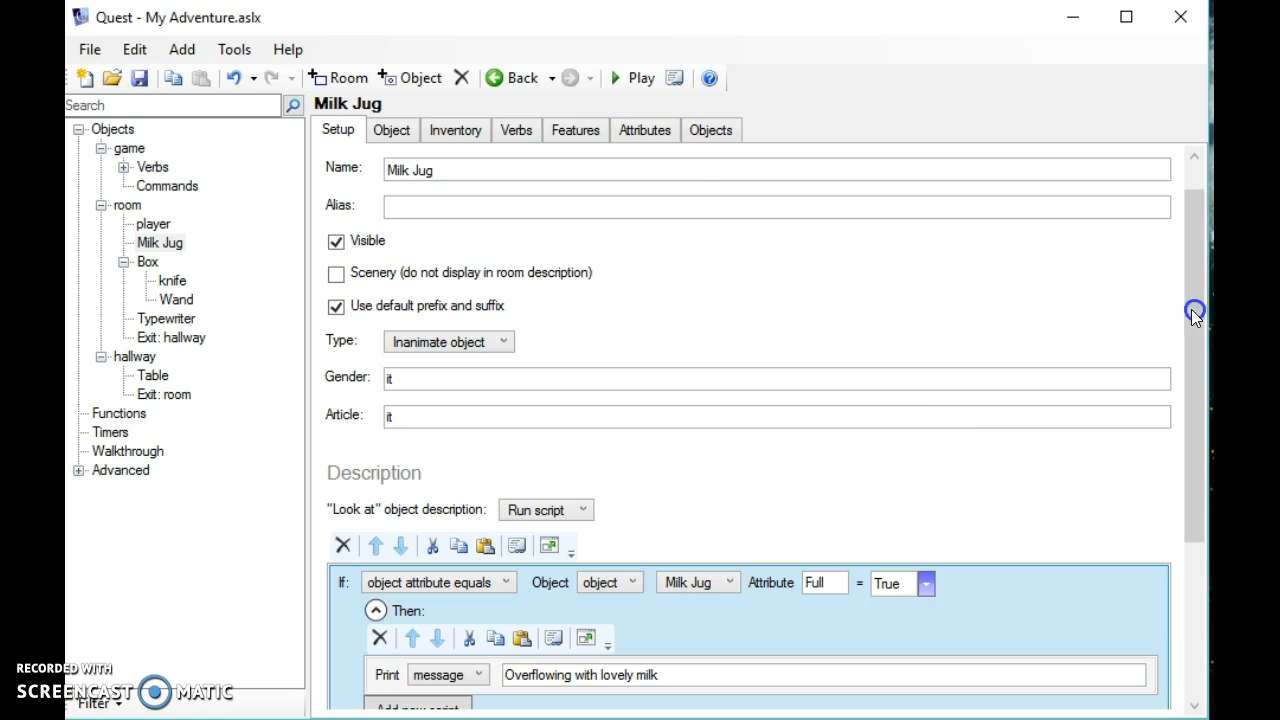 Quest - My Adventure.aslx
File Edit Add Tools Help
Room Object Back Play
Search
Milk Jug
Setup Object Inventory Verbs Features Attributes Objects
Objects
game
Verbs
Commands
room
player
Milk Jug
Box
knife
Wand
Typewriter
Exit: hallway
hallway
Table
Exit: room
Functions
Timers
Walkthrough
Advanced
Filter
Name: Milk Jug
Alias:
Visible
Scenery (do not display in room description)
Use default prefix and suffix
Type: Inanimate object
Gender: it
Article: it
Description
"Look at" object description: Run script
If: object attribute equals Object object Milk Jug Attribute Full = True
Then:
Print message Overflowing with lovely milk
Add new script
RECORDED WITH
SCREENCAST MATIC